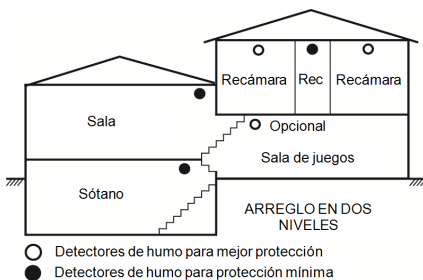 Recámara
Rec
Recámara
Sala
Opcional
Sala de juegos
Sótano
ARREGLO EN DOS
NIVELES
Detectores de humo para mejor protección
Detectores de humo para protección mínima